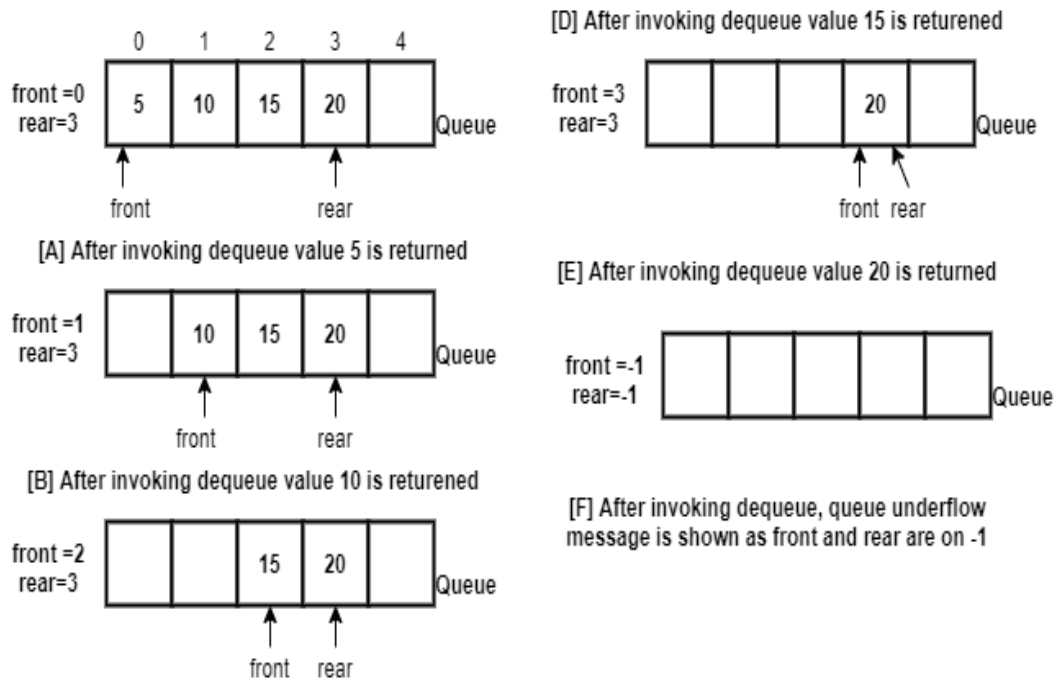 0 1 2 3 4
front =0
rear=3
5 10 15 20
Queue
front rear
[A] After invoking dequeue value 5 is returned
front =1
rear=3
10 15 20
Queue
front rear
[B] After invoking dequeue value 10 is returened
front =2
rear=3
15 20
Queue
front rear
[D] After invoking dequeue value 15 is returened
front =3
rear=3
20
Queue
front rear
[E] After invoking dequeue value 20 is returned
front =-1
rear=-1
Queue
[F] After invoking dequeue, queue underflow
message is shown as front and rear are on -1